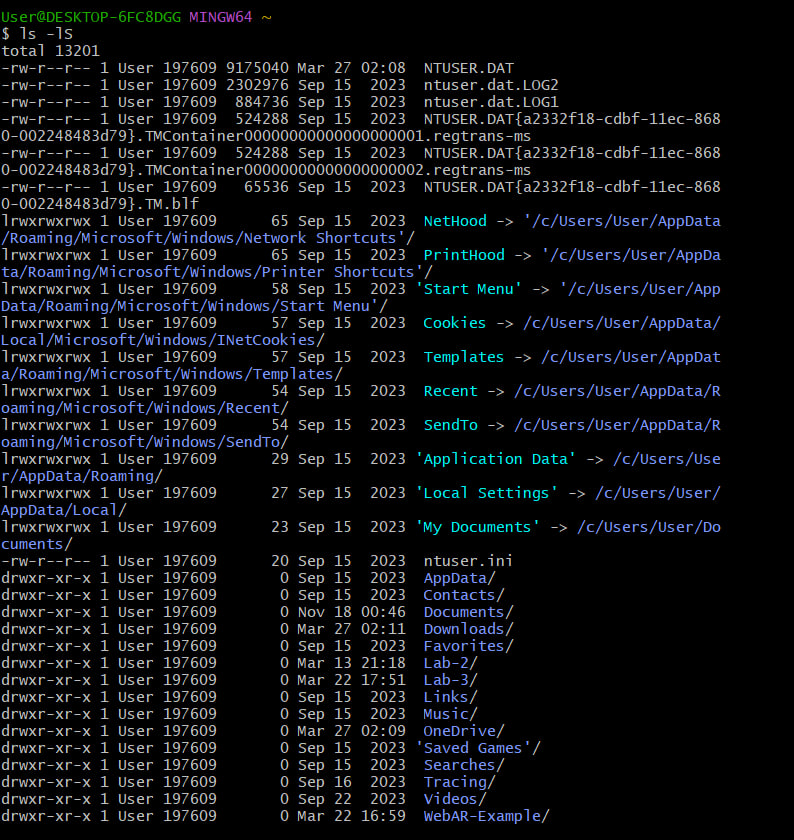 User@DESKTOP-6FC8DGG MINGW64 ~
$ ls -lS
total 13201
-rw-r--r-- 1 User 197609 9175040 Mar 27 02:08  NTUSER.DAT
-rw-r--r-- 1 User 197609 2302976 Sep 15  2023  ntuser.dat.LOG2
-rw-r--r-- 1 User 197609  884736 Sep 15  2023  ntuser.dat.LOG1
-rw-r--r-- 1 User 197609  524288 Sep 15  2023  NTUSER.DAT{a2332f18-cdbf-11ec-868
0-002248483d79}.TMContainer00000000000000000001.regtrans-ms
-rw-r--r-- 1 User 197609  524288 Sep 15  2023  NTUSER.DAT{a2332f18-cdbf-11ec-868
0-002248483d79}.TMContainer00000000000000000002.regtrans-ms
-rw-r--r-- 1 User 197609   65536 Sep 15  2023  NTUSER.DAT{a2332f18-cdbf-11ec-868
0-002248483d79}.TM.blf
lrwxrwxrwx 1 User 197609      65 Sep 15  2023  NetHood -> '/c/Users/User/AppData
/Roaming/Microsoft/Windows/Network Shortcuts'/
lrwxrwxrwx 1 User 197609      65 Sep 15  2023  PrintHood -> '/c/Users/User/AppDa
ta/Roaming/Microsoft/Windows/Printer Shortcuts'/
lrwxrwxrwx 1 User 197609      58 Sep 15  2023 'Start Menu' -> '/c/Users/User/App
Data/Roaming/Microsoft/Windows/Start Menu'/
lrwxrwxrwx 1 User 197609      57 Sep 15  2023  Cookies -> /c/Users/User/AppData/
Local/Microsoft/Windows/INetCookies/
lrwxrwxrwx 1 User 197609      57 Sep 15  2023  Templates -> /c/Users/User/AppDat
a/Roaming/Microsoft/Windows/Templates/
lrwxrwxrwx 1 User 197609      54 Sep 15  2023  Recent -> /c/Users/User/AppData/R
oaming/Microsoft/Windows/Recent/
lrwxrwxrwx 1 User 197609      54 Sep 15  2023  SendTo -> /c/Users/User/AppData/R
oaming/Microsoft/Windows/SendTo/
lrwxrwxrwx 1 User 197609      29 Sep 15  2023 'Application Data' -> /c/Users/Use
r/AppData/Roaming/
lrwxrwxrwx 1 User 197609      27 Sep 15  2023 'Local Settings' -> /c/Users/User/
AppData/Local/
lrwxrwxrwx 1 User 197609      23 Sep 15  2023 'My Documents' -> /c/Users/User/Do
cuments/
-rw-r--r-- 1 User 197609      20 Sep 15  2023  ntuser.ini
drwxr-xr-x 1 User 197609       0 Sep 15  2023  AppData/
drwxr-xr-x 1 User 197609       0 Sep 15  2023  Contacts/
drwxr-xr-x 1 User 197609       0 Nov 18 00:46  Documents/
drwxr-xr-x 1 User 197609       0 Mar 27 02:11  Downloads/
drwxr-xr-x 1 User 197609       0 Sep 15  2023  Favorites/
drwxr-xr-x 1 User 197609       0 Mar 13 21:18  Lab-2/
drwxr-xr-x 1 User 197609       0 Mar 22 17:51  Lab-3/
drwxr-xr-x 1 User 197609       0 Sep 15  2023  Links/
drwxr-xr-x 1 User 197609       0 Sep 15  2023  Music/
drwxr-xr-x 1 User 197609       0 Mar 27 02:09  OneDrive/
drwxr-xr-x 1 User 197609       0 Sep 15  2023 'Saved Games'/
drwxr-xr-x 1 User 197609       0 Sep 15  2023  Searches/
drwxr-xr-x 1 User 197609       0 Sep 16  2023  Tracing/
drwxr-xr-x 1 User 197609       0 Sep 22  2023  Videos/
drwxr-xr-x 1 User 197609       0 Mar 22 16:59  WebAR-Example/